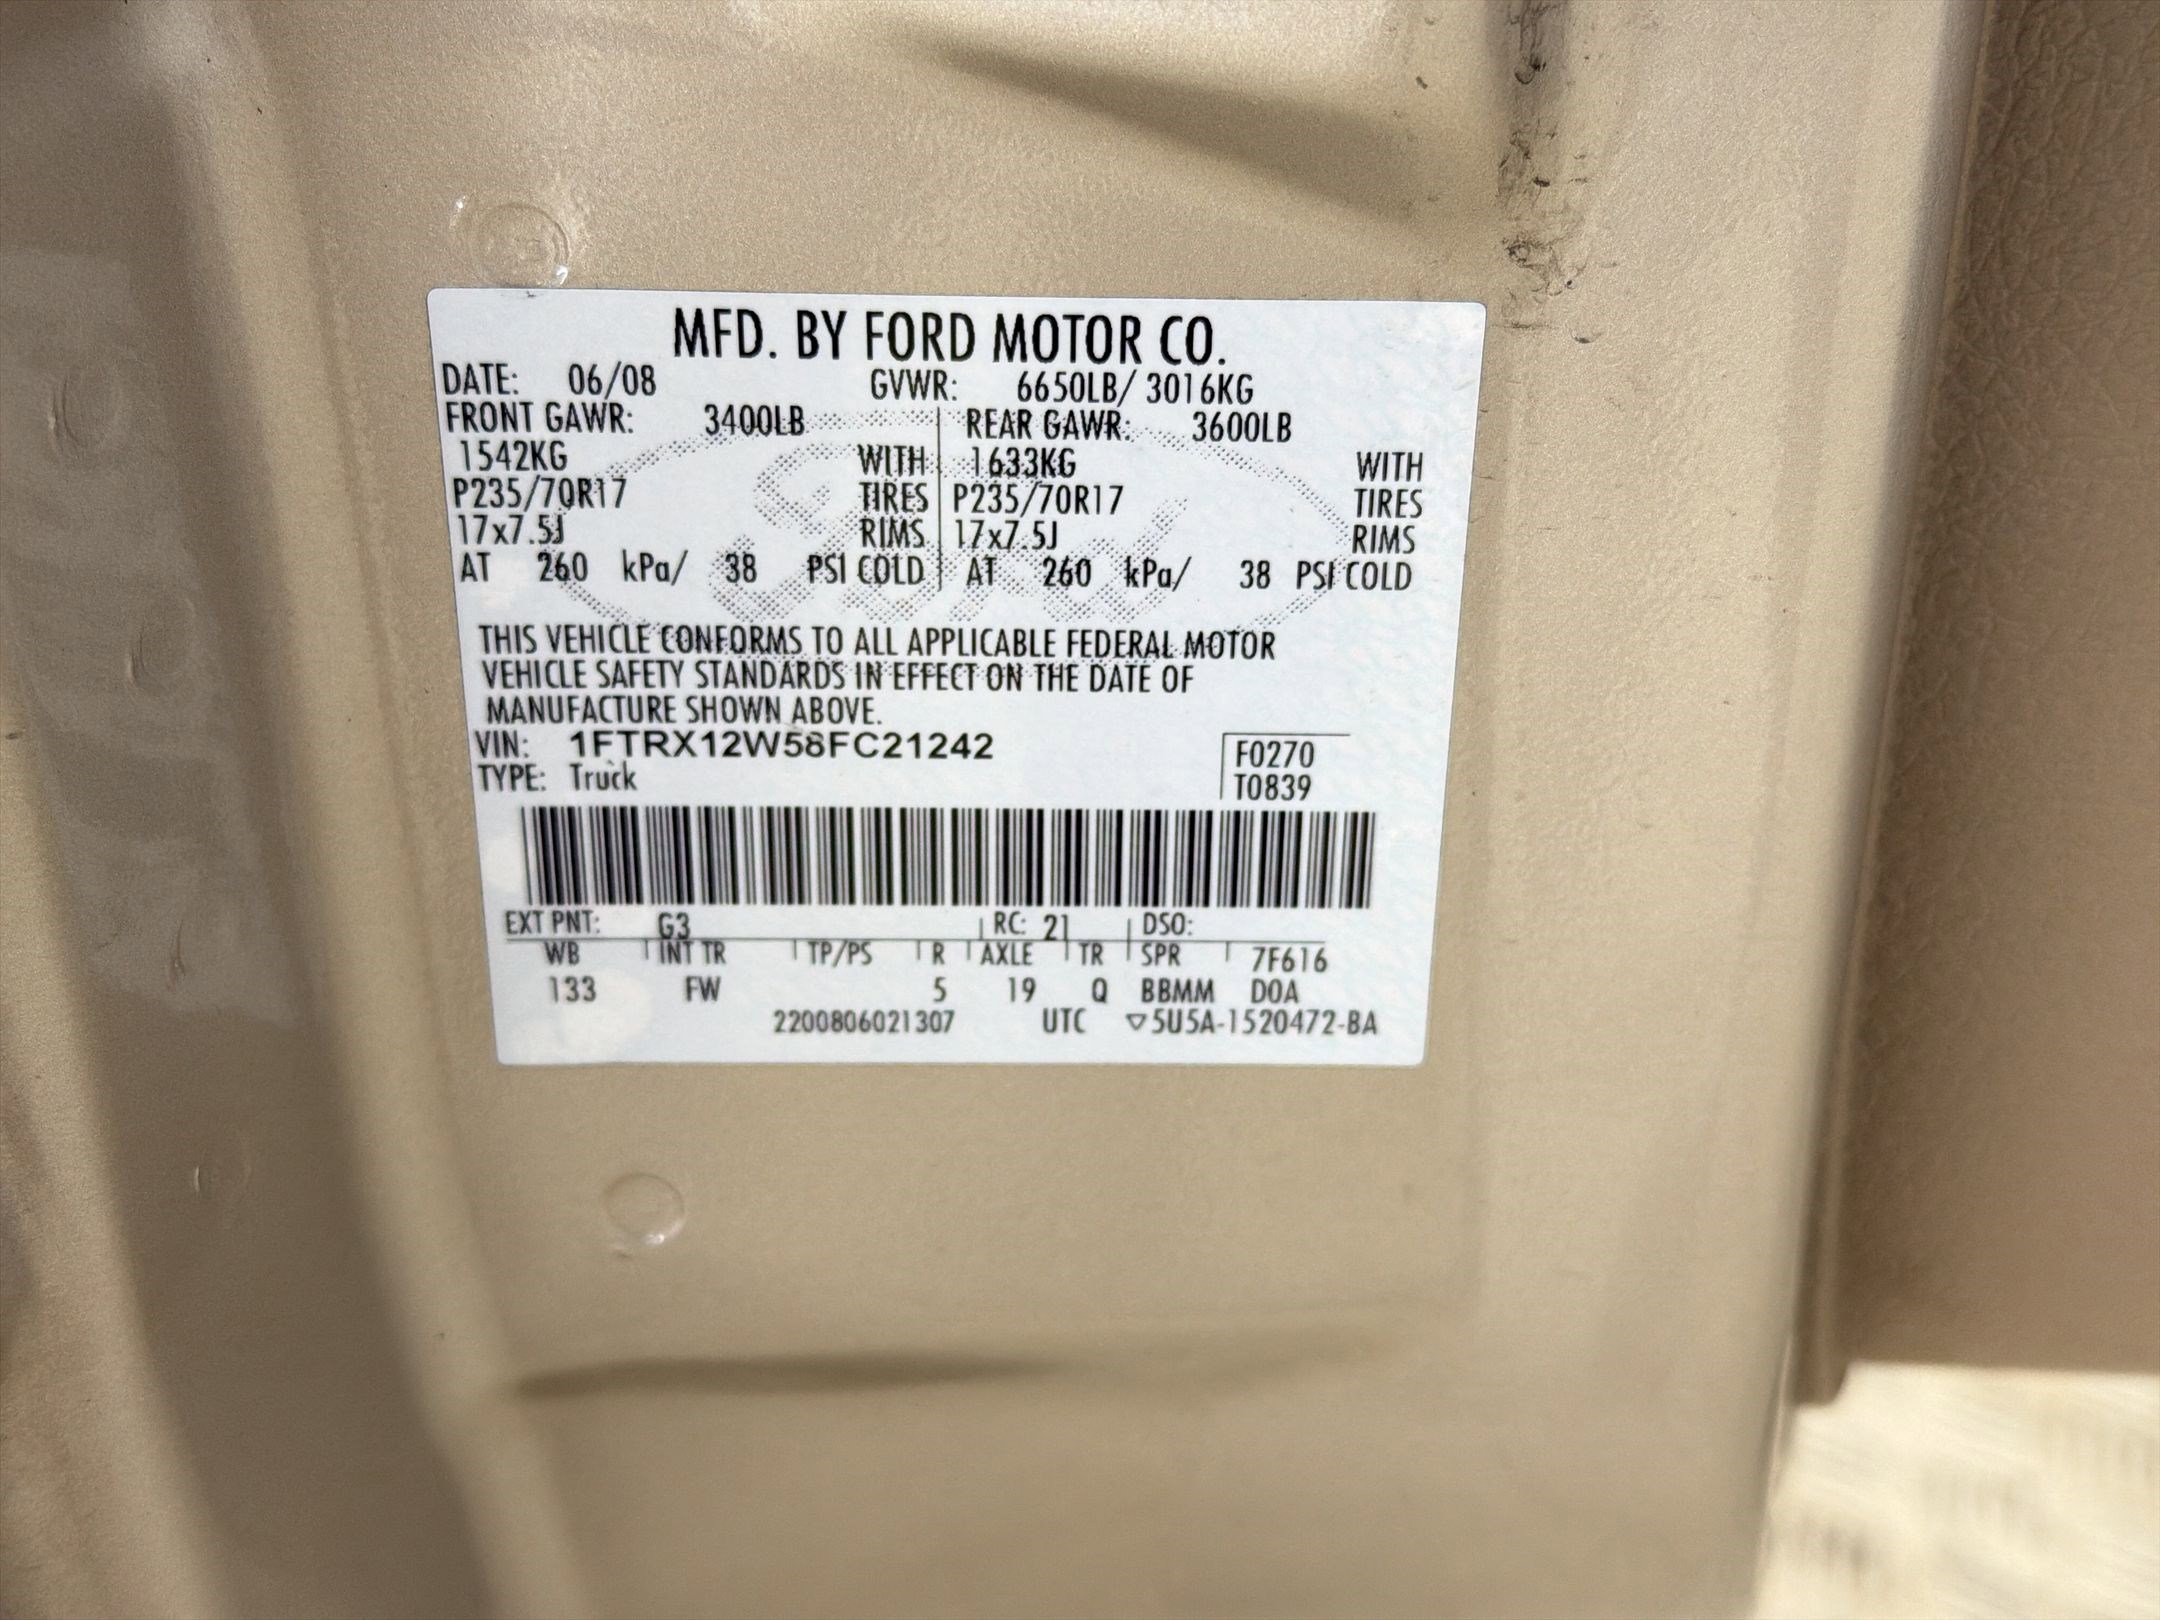 MFD. BY FORD MOTOR CO.
DATE: 06/08 GVWR: 6650LB/ 3016KG
FRONT GAWR: 3400LB REAR GAWR: 3600LB
1542KG WITH 1633KG WITH
P235/70R17 TIRES P235/70R17 TIRES
17x7.5J RIMS 17x7.5J RIMS
AT 260 kPa/ 38 PSI COLD AT 260 kPa/ 38 PSI COLD
THIS VEHICLE CONFORMS TO ALL APPLICABLE FEDERAL MOTOR
VEHICLE SAFETY STANDARDS IN EFFECT ON THE DATE OF
MANUFACTURE SHOWN ABOVE.
VIN: 1FTRX12W58FC21242 F0270
TYPE: Truck T0839
EXT PNT: G3 RC: 21 DSO:
WB INT TR TP/PS R AXLE TR SPR 7F616
133 FW 5 19 Q BBMM DOA
2200806021307 UTC ▽5U5A-1520472-BA